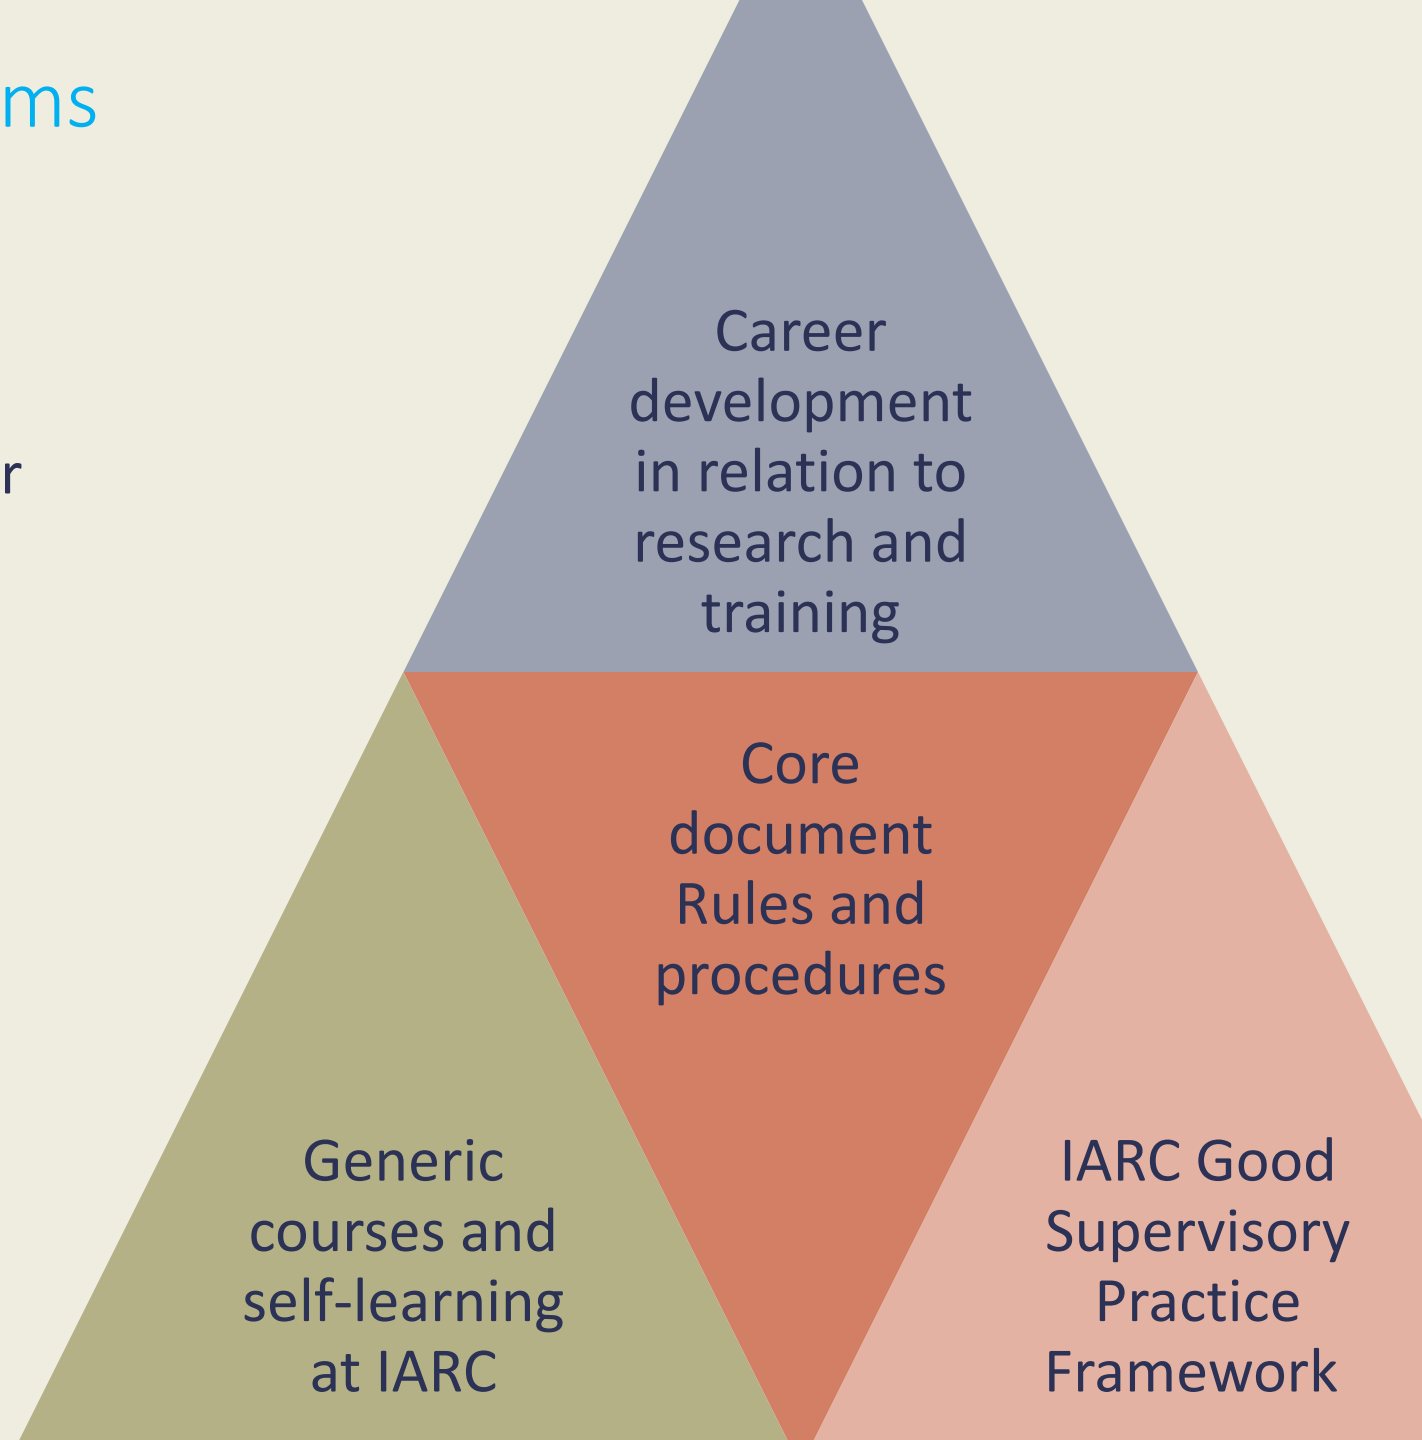 ms
r
Career
development
in relation to
research and
training
Core
document
Rules and
procedures
Generic
courses and
self-learning
at IARC
IARC Good
Supervisory
Practice
Framework